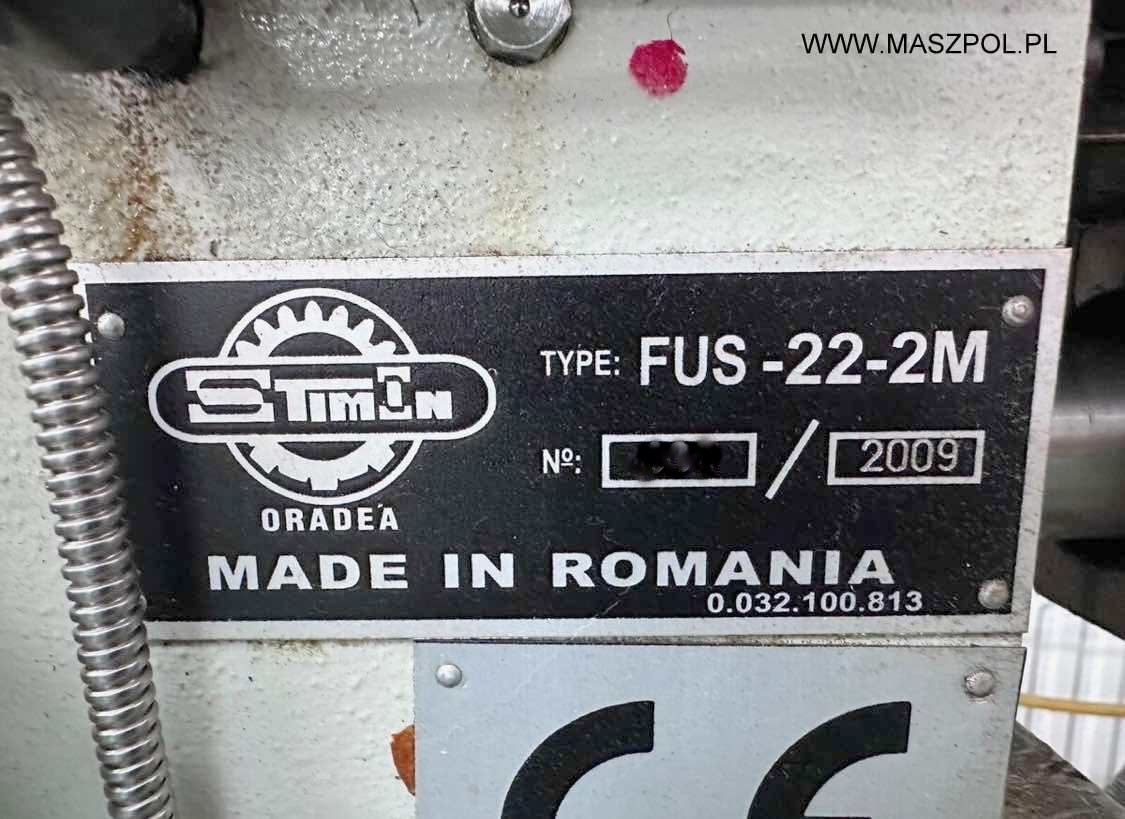 WWW.MASZPOL.PL
STIMIN
TYPE: FUS-22-2M
Nº: / 2009
ORADEA
MADE IN ROMANIA
0.032.100.813
CE